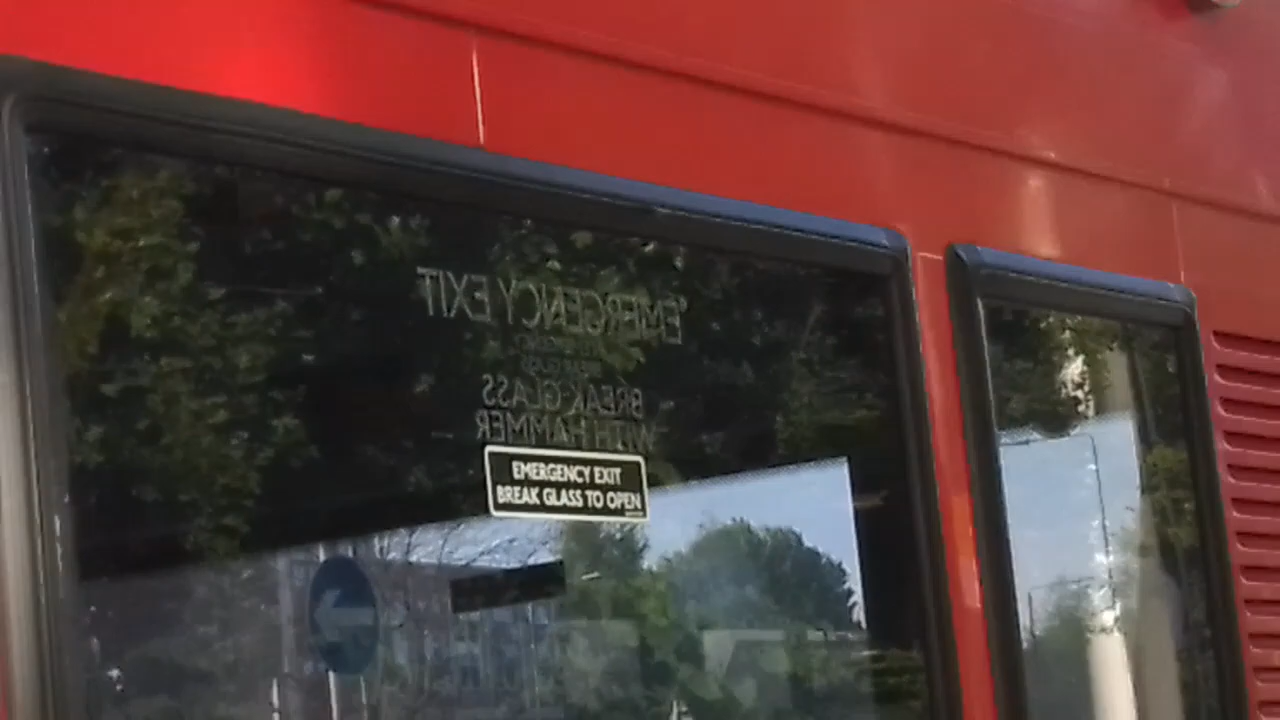 EMERGENCY EXIT
BREAK GLASS
WITH HAMMER
EMERGENCY EXIT
BREAK GLASS TO OPEN